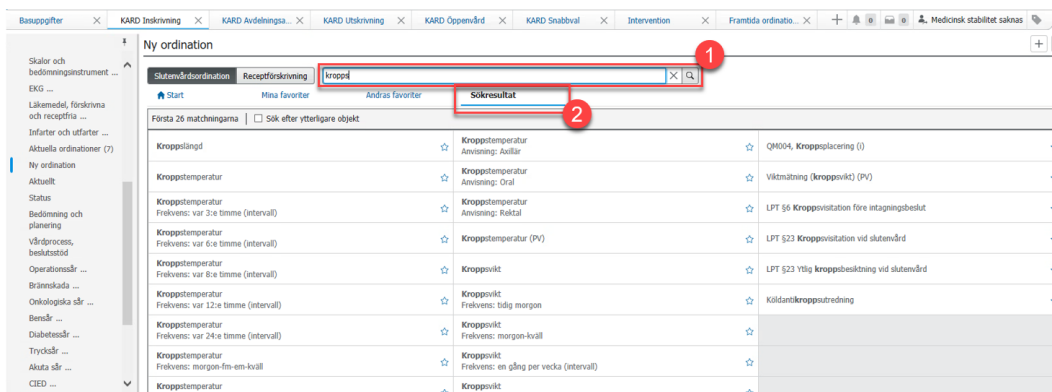 Basuppgifter
KARD Inskrivning
KARD Avdelningsa...
KARD Utskrivning
KARD Öppenvård
KARD Snabbval
Intervention
Framtida ordinatio...
0
0
Medicinsk stabilitet saknas
Skalor och
bedömningsinstrument ...
EKG ...
Läkemedel, förskrivna
och receptfria ...
Infarter och utfarter ...
Aktuella ordinationer (7)
Ny ordination
Aktuellt
Status
Bedömning och
planering
Vårdprocess,
beslutsstöd
Operationssår ...
Brännskada ...
Onkologiska sår ...
Bensår ...
Diabetessår ...
Trycksår ...
Akuta sår ...
CIED ...
Ny ordination
1
Slutenvårdsordination
Receptförskrivning
kropps
Start
Mina favoriter
Andras favoriter
Sökresultat
2
Första 26 matchningarna
Sök efter ytterligare objekt
Kroppslängd
Kroppstemperatur
Anvisning: Axillär
QM004, Kroppsplacering (i)
Kroppstemperatur
Kroppstemperatur
Anvisning: Oral
Viktmätning (kroppsvikt) (PV)
Kroppstemperatur
Frekvens: var 3:e timme (intervall)
Kroppstemperatur
Anvisning: Rektal
LPT §6 Kroppsvisitation före intagningsbeslut
Kroppstemperatur
Frekvens: var 6:e timme (intervall)
Kroppstemperatur (PV)
LPT §23 Kroppsvisitation vid slutenvård
Kroppstemperatur
Frekvens: var 8:e timme (intervall)
Kroppsvikt
LPT §23 Ytlig kroppsbesiktning vid slutenvård
Kroppstemperatur
Frekvens: var 12:e timme (intervall)
Kroppsvikt
Frekvens: tidig morgon
Köldantikroppsutredning
Kroppstemperatur
Frekvens: var 24:e timme (intervall)
Kroppsvikt
Frekvens: morgon-kväll
Kroppstemperatur
Frekvens: morgon-fm-em-kväll
Kroppsvikt
Frekvens: en gång per vecka (intervall)
Kroppstemperatur
Kroppsvikt